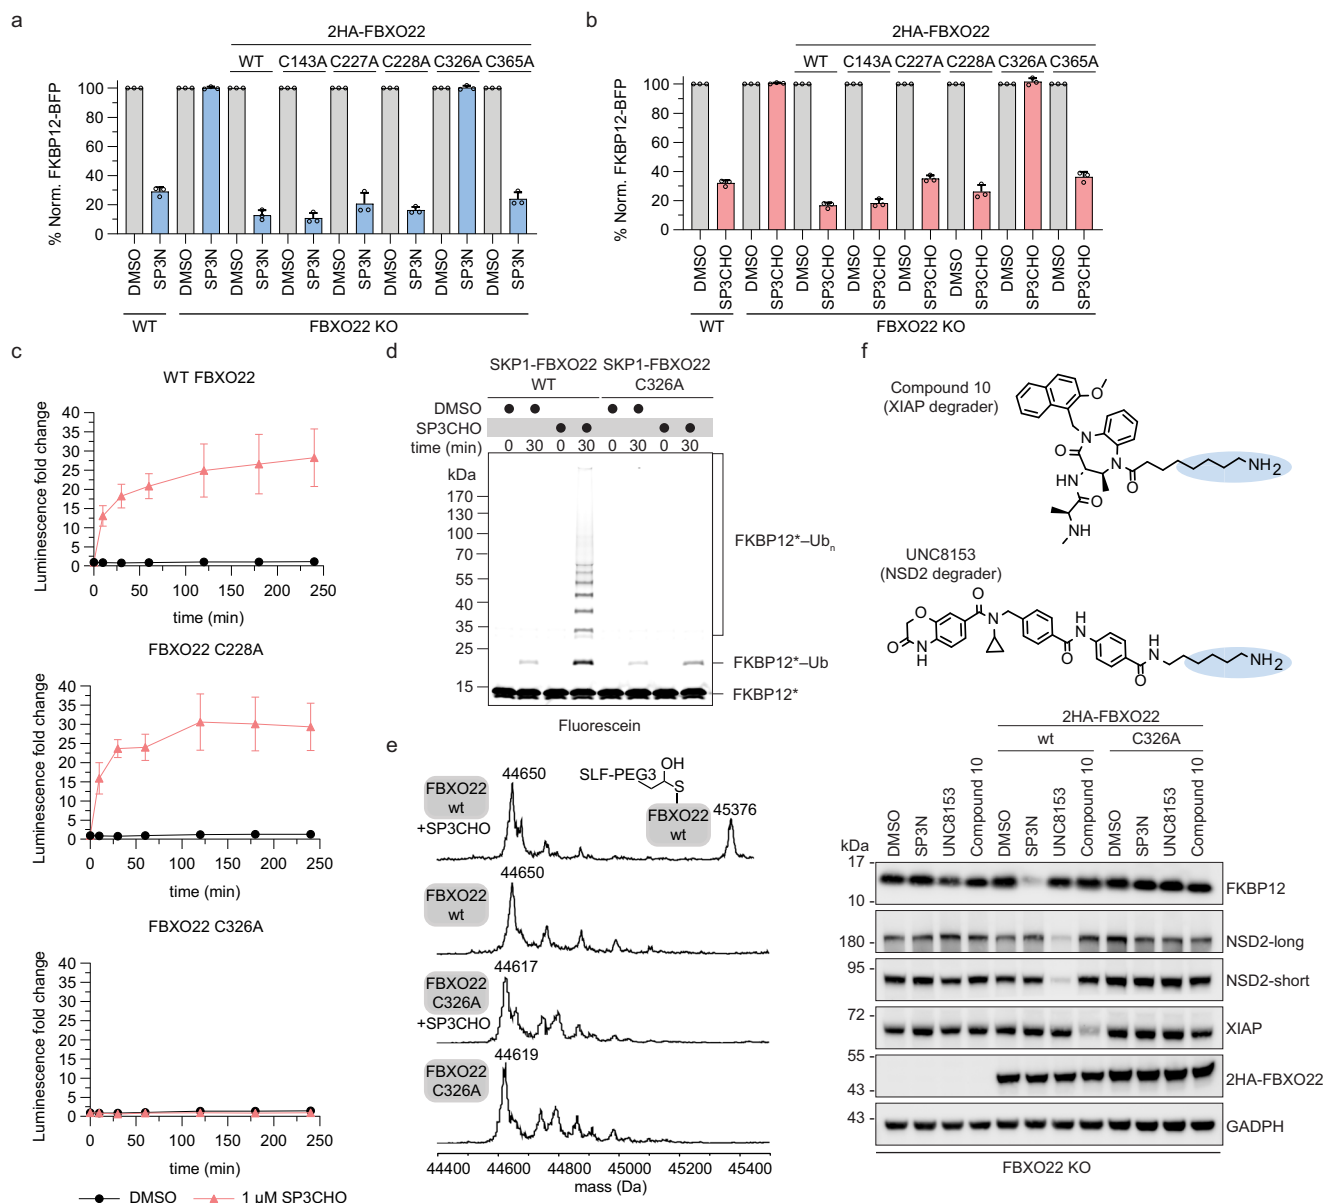 a
2HA-FBXO22
WT C143A C227A C228A C326A C365A
% Norm. FKBP12-BFP
100
80
60
40
20
0
DMSO SP3N DMSO SP3N DMSO SP3N DMSO SP3N DMSO SP3N DMSO SP3N DMSO SP3N DMSO SP3N
WT FBXO22 KO
b
2HA-FBXO22
WT C143A C227A C228A C326A C365A
% Norm. FKBP12-BFP
100
80
60
40
20
0
DMSO SP3CHO DMSO SP3CHO DMSO SP3CHO DMSO SP3CHO DMSO SP3CHO DMSO SP3CHO DMSO SP3CHO DMSO SP3CHO
WT FBXO22 KO
c
WT FBXO22
Luminescence fold change
40
35
30
25
20
15
10
5
0
0 50 100 150 200 250
time (min)
FBXO22 C228A
Luminescence fold change
40
35
30
25
20
15
10
5
0
0 50 100 150 200 250
time (min)
FBXO22 C326A
Luminescence fold change
40
35
30
25
20
15
10
5
0
0 50 100 150 200 250
time (min)
DMSO 1 µM SP3CHO
d
SKP1-FBXO22 SKP1-FBXO22
WT C326A
DMSO
SP3CHO
time (min) 0 30 0 30 0 30 0 30
kDa
170
130
100
70
55
40
35
25
15
FKBP12*–Ubn
FKBP12*–Ub
FKBP12*
Fluorescein
e
FBXO22
wt
+SP3CHO
44650
SLF-PEG3
OH
S
FBXO22
wt
45376
FBXO22
wt
44650
FBXO22
C326A
+SP3CHO
44617
FBXO22
C326A
44619
44400 44600 44800 45000 45200 45400
mass (Da)
f
Compound 10
(XIAP degrader)
O
N
O
N
O
HN
O
NH
NH2
UNC8153
(NSD2 degrader)
O
O
N
H
O
N
O
H
N
O
H
N
NH2
2HA-FBXO22
wt C326A
DMSO SP3N UNC8153 Compound 10 DMSO SP3N UNC8153 Compound 10 DMSO SP3N UNC8153 Compound 10
kDa
17
10
FKBP12
180
NSD2-long
95
NSD2-short
72
52
XIAP
55
43
2HA-FBXO22
43
GADPH
FBXO22 KO